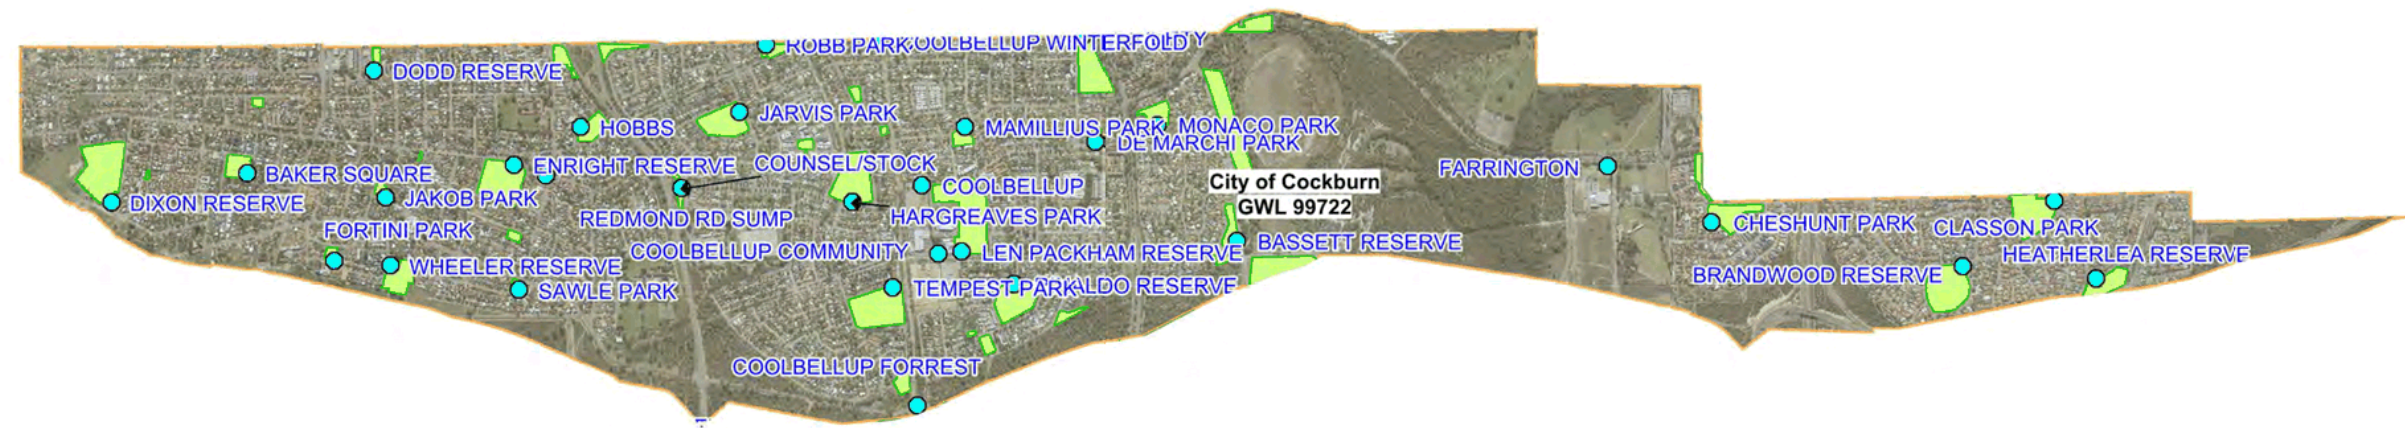 ROBB PARK
COOLBELLUP WINTERFOLD
DODD RESERVE
JARVIS PARK
HOBBS
MAMILLIUS PARK
MONACO PARK
DE MARCHI PARK
ENRIGHT RESERVE
COUNSEL/STOCK
FARRINGTON
BAKER SQUARE
City of Cockburn
GWL 99722
COOLBELLUP
JAKOB PARK
DIXON RESERVE
REDMOND RD SUMP
HARGREAVES PARK
CHESHUNT PARK
CLASSON PARK
FORTINI PARK
BASSETT RESERVE
COOLBELLUP COMMUNITY
LEN PACKHAM RESERVE
HEATHERLEA RESERVE
WHEELER RESERVE
BRANDWOOD RESERVE
SAWLE PARK
TEMPEST PARK
RESERVE
COOLBELLUP FORREST